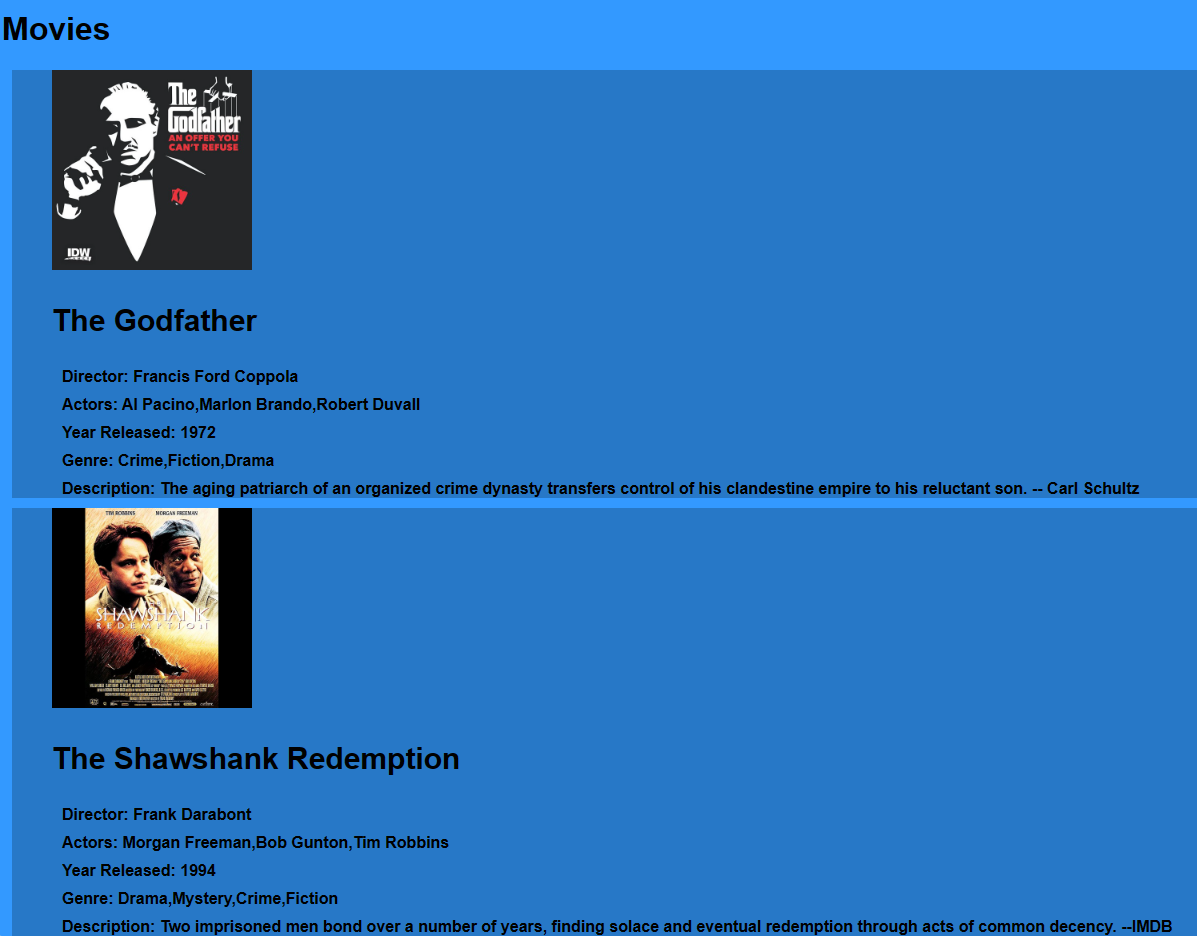 Movies
The
Godfather
AN OFFER YOU
CAN'T REFUSE
IDW
The Godfather
Director: Francis Ford Coppola
Actors: Al Pacino,Marlon Brando,Robert Duvall
Year Released: 1972
Genre: Crime,Fiction,Drama
Description: The aging patriarch of an organized crime dynasty transfers control of his clandestine empire to his reluctant son. -- Carl Schultz
TIM ROBBINS MORGAN FREEMAN
THE
SHAWSHANK
REDEMPTION
The Shawshank Redemption
Director: Frank Darabont
Actors: Morgan Freeman,Bob Gunton,Tim Robbins
Year Released: 1994
Genre: Drama,Mystery,Crime,Fiction
Description: Two imprisoned men bond over a number of years, finding solace and eventual redemption through acts of common decency. --IMDB